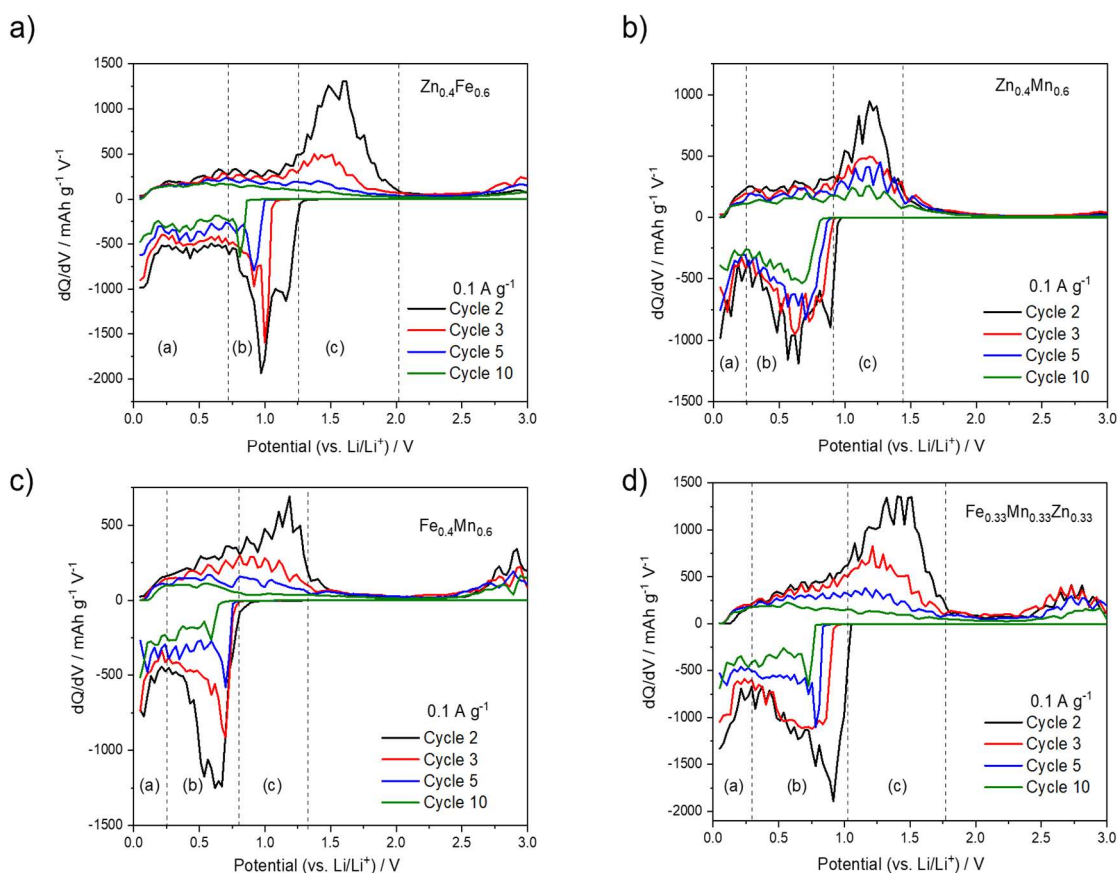 a)
1500
1000
500
0
-500
-1000
-1500
-2000
dQ/dV / mAh g⁻¹ V⁻¹
Zn₀.₄Fe₀.₆
0.1 A g⁻¹
Cycle 2
Cycle 3
Cycle 5
Cycle 10
(a)
(b)
(c)
0.0 0.5 1.0 1.5 2.0 2.5 3.0
Potential (vs. Li/Li⁺) / V
b)
1000
500
0
-500
-1000
-1500
dQ/dV / mAh g⁻¹ V⁻¹
Zn₀.₄Mn₀.₆
0.1 A g⁻¹
Cycle 2
Cycle 3
Cycle 5
Cycle 10
(a)
(b)
(c)
0.0 0.5 1.0 1.5 2.0 2.5 3.0
Potential (vs. Li/Li⁺) / V
c)
500
0
-500
-1000
-1500
dQ/dV / mAh g⁻¹ V⁻¹
Fe₀.₄Mn₀.₆
0.1 A g⁻¹
Cycle 2
Cycle 3
Cycle 5
Cycle 10
(a)
(b)
(c)
0.0 0.5 1.0 1.5 2.0 2.5 3.0
Potential (vs. Li/Li⁺) / V
d)
1500
1000
500
0
-500
-1000
-1500
-2000
dQ/dV / mAh g⁻¹ V⁻¹
Fe₀.₃₃Mn₀.₃₃Zn₀.₃₃
0.1 A g⁻¹
Cycle 2
Cycle 3
Cycle 5
Cycle 10
(a)
(b)
(c)
0.0 0.5 1.0 1.5 2.0 2.5 3.0
Potential (vs. Li/Li⁺) / V